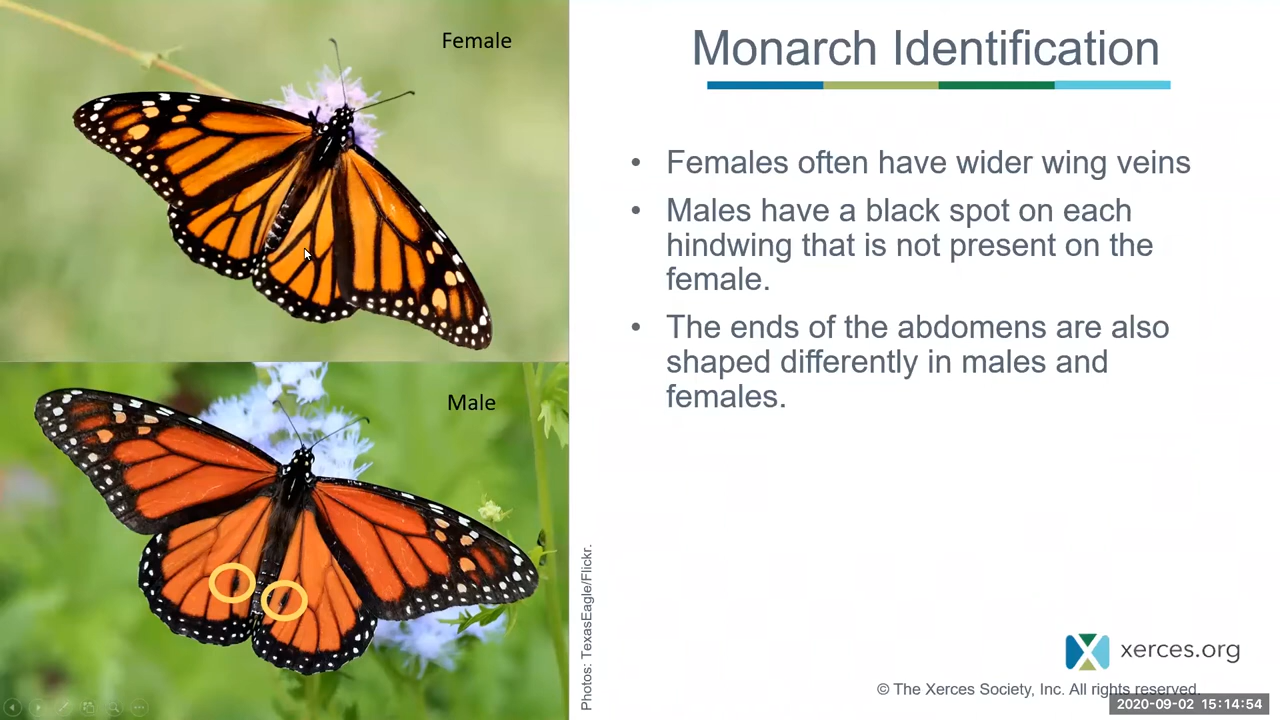 Female
Male
Photos: TexasEagle/Flickr.
Monarch Identification
• Females often have wider wing veins
• Males have a black spot on each
hindwing that is not present on the
female.
• The ends of the abdomens are also
shaped differently in males and
females.
xerces.org
© The Xerces Society, Inc. All rights reserved.
2020-09-02 15:14:54